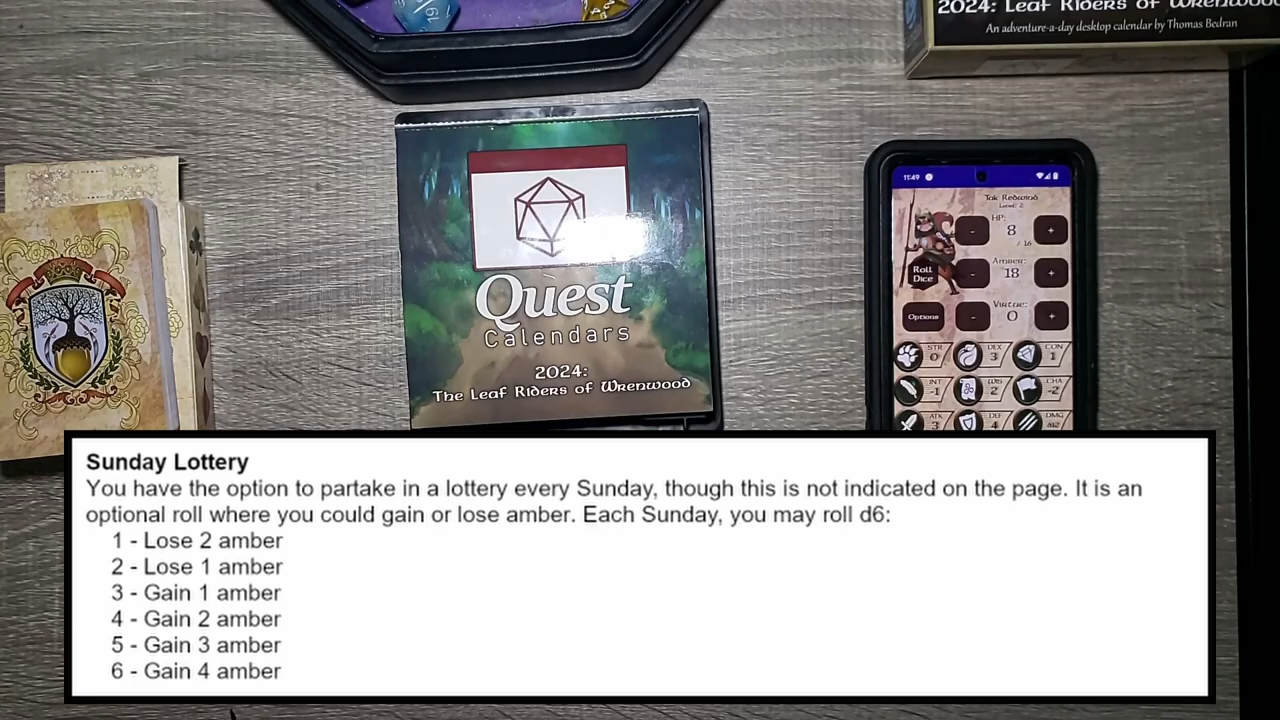 19
2024: Leaf Riders of Wrenwood
An adventure-a-day desktop calendar by Thomas Bedran
Quest
Calendars
2024:
The Leaf Riders of Wrenwood
11:49
Tak Redwind
Level: 2
HP:
- 8 +
/ 16
Amber:
Roll
Dice
- 18 +
Virtue:
Options
- 0 +
STR
0
DEX
3
CON
1
INT
-1
WIS
2
CHA
-2
ATK
3
DEF
4
DMG
Sunday Lottery
You have the option to partake in a lottery every Sunday, though this is not indicated on the page. It is an
optional roll where you could gain or lose amber. Each Sunday, you may roll d6:
1 - Lose 2 amber
2 - Lose 1 amber
3 - Gain 1 amber
4 - Gain 2 amber
5 - Gain 3 amber
6 - Gain 4 amber